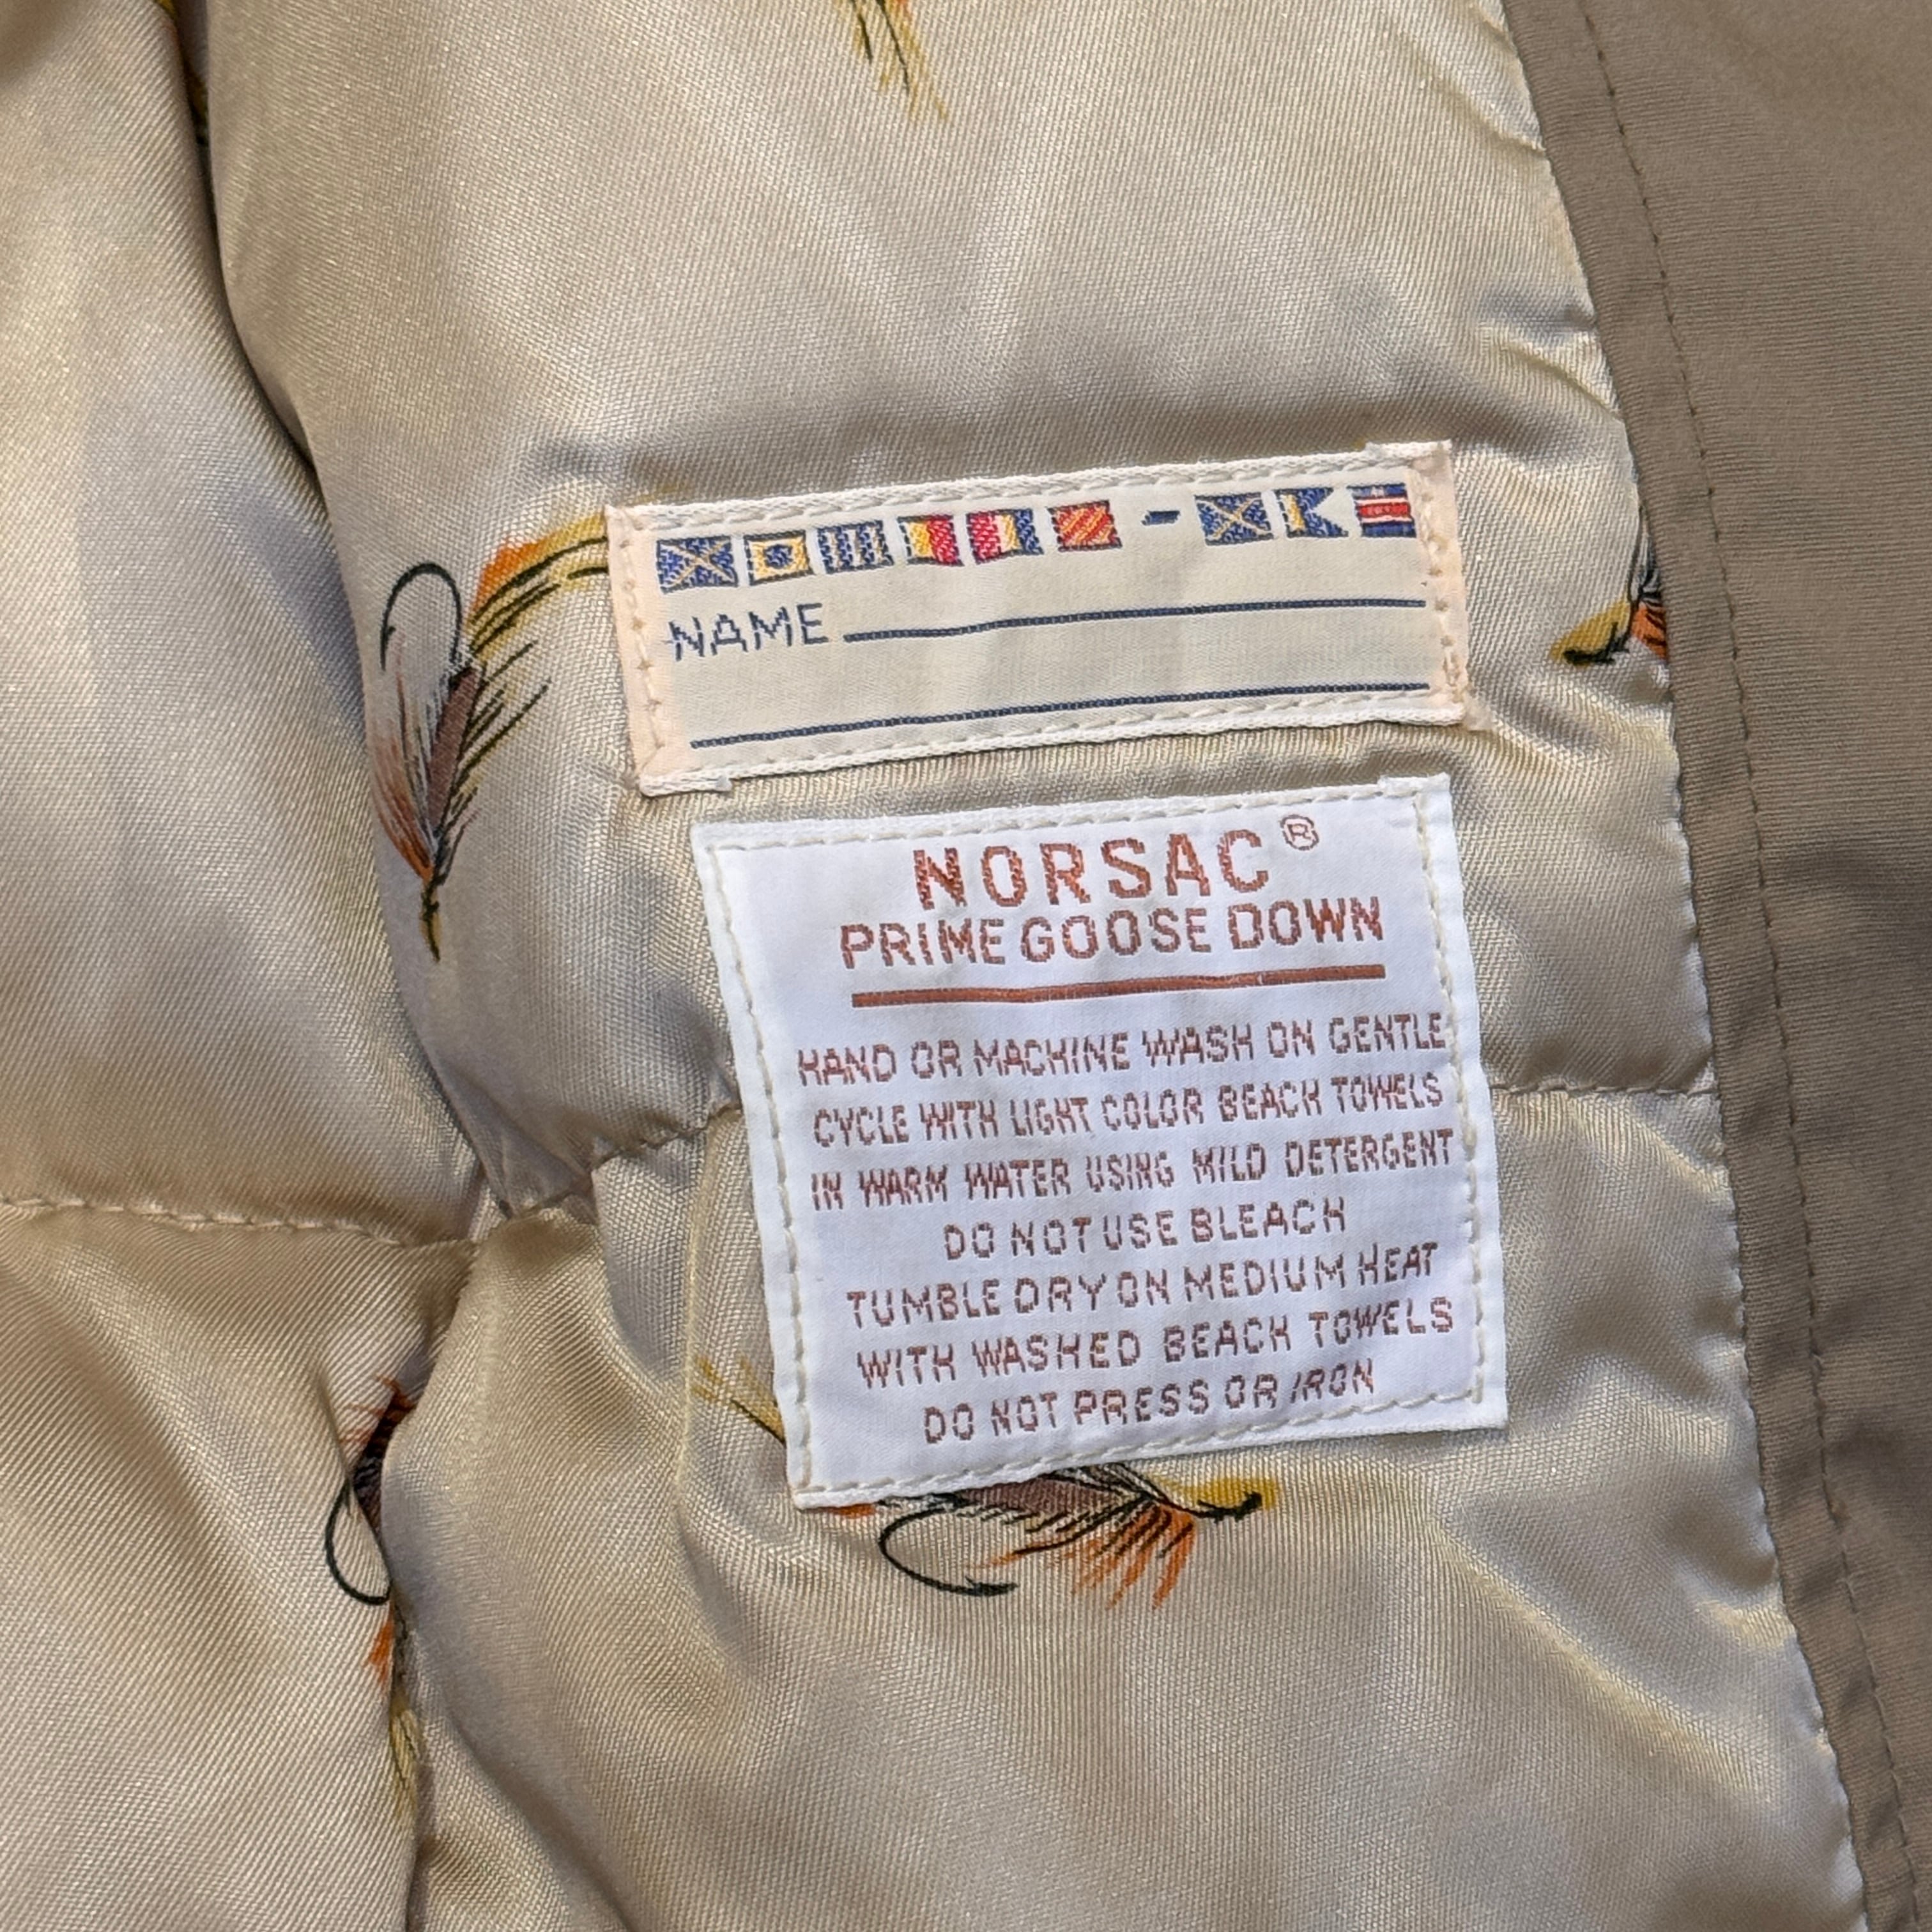 NAME
NORSAC®
PRIME GOOSE DOWN
HAND OR MACHINE WASH ON GENTLE
CYCLE WITH LIGHT COLOR BEACH TOWELS
IN WARM WATER USING MILD DETERGENT
DO NOT USE BLEACH
TUMBLE DRY ON MEDIUM HEAT
WITH WASHED BEACH TOWELS
DO NOT PRESS OR IRON